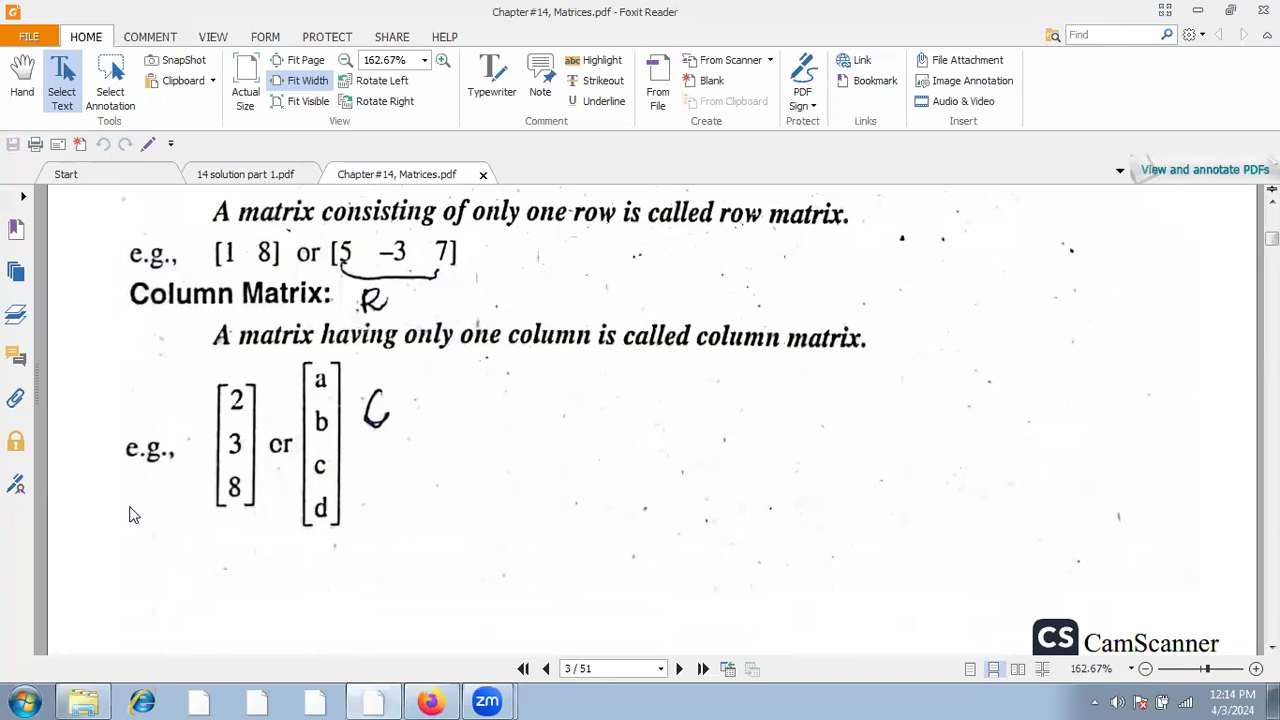 Chapter#14, Matrices.pdf - Foxit Reader
FILE HOME COMMENT VIEW FORM PROTECT SHARE HELP
Find
Hand
Select Text
Select Annotation
SnapShot
Clipboard
Tools
Actual Size
Fit Page
Fit Width
Fit Visible
162.67%
Rotate Left
Rotate Right
View
Typewriter
Note
abc Highlight
Strikeout
Underline
Comment
From File
From Scanner
Blank
From Clipboard
Create
PDF Sign
Protect
Link
Bookmark
Links
File Attachment
Image Annotation
Audio & Video
Insert
Start
14 solution part 1.pdf
Chapter#14, Matrices.pdf
View and annotate PDFs
A matrix consisting of only one row is called row matrix.
e.g., [1 8] or [5 -3 7]
Column Matrix: R
A matrix having only one column is called column matrix.
e.g., [2 3 8] or [a b c d] C
CS CamScanner
3 / 51
162.67%
zm
12:14 PM
4/3/2024